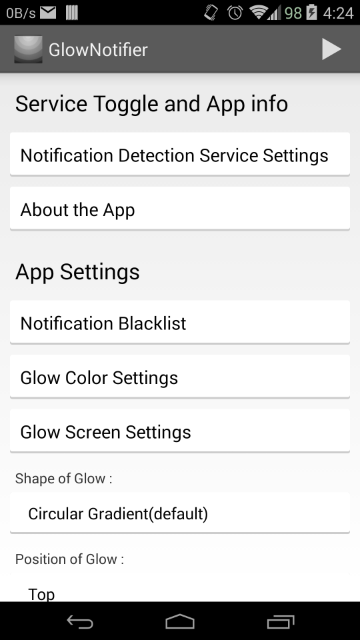 0B/s 98 4:24
GlowNotifier
Service Toggle and App info
Notification Detection Service Settings
About the App
App Settings
Notification Blacklist
Glow Color Settings
Glow Screen Settings
Shape of Glow :
Circular Gradient(default)
Position of Glow :
Top